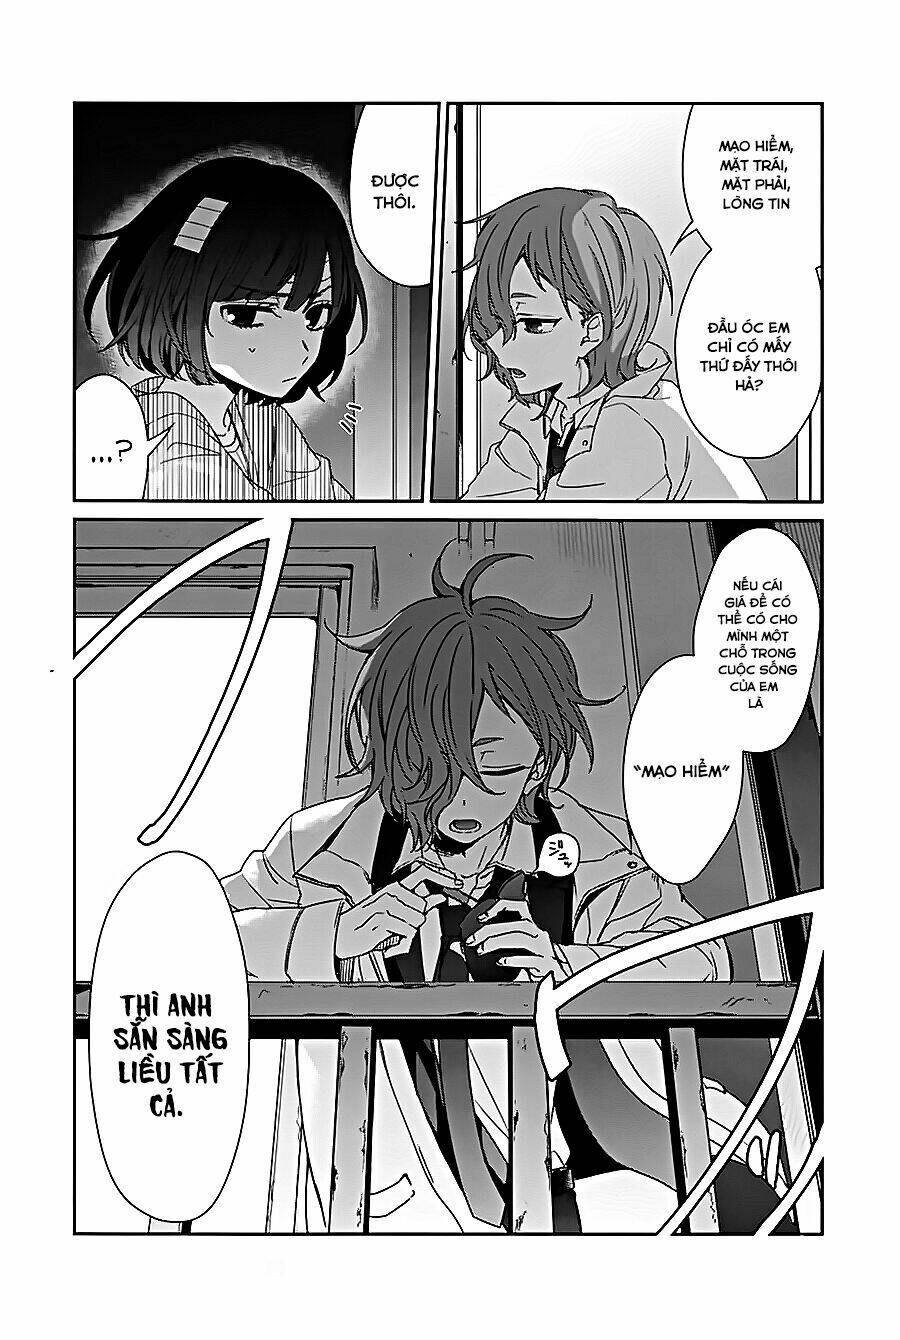 MẠO HIỂM,
MẶT TRÁI,
MẶT PHẢI,
LÒNG TIN
ĐẦU ÓC EM
CHỈ CÓ MẤY
THỨ ĐẤY THÔI
HẢ?
ĐƯỢC
THÔI.
...?
NẾU CÁI
GIÁ ĐỂ CÓ
THỂ CÓ CHO
MÌNH MỘT
CHỖ TRONG
CUỘC SỐNG
CỦA EM
LÀ
"MẠO HIỂM"
THÌ ANH
SẴN SÀNG
LIỀU TẤT
CẢ.